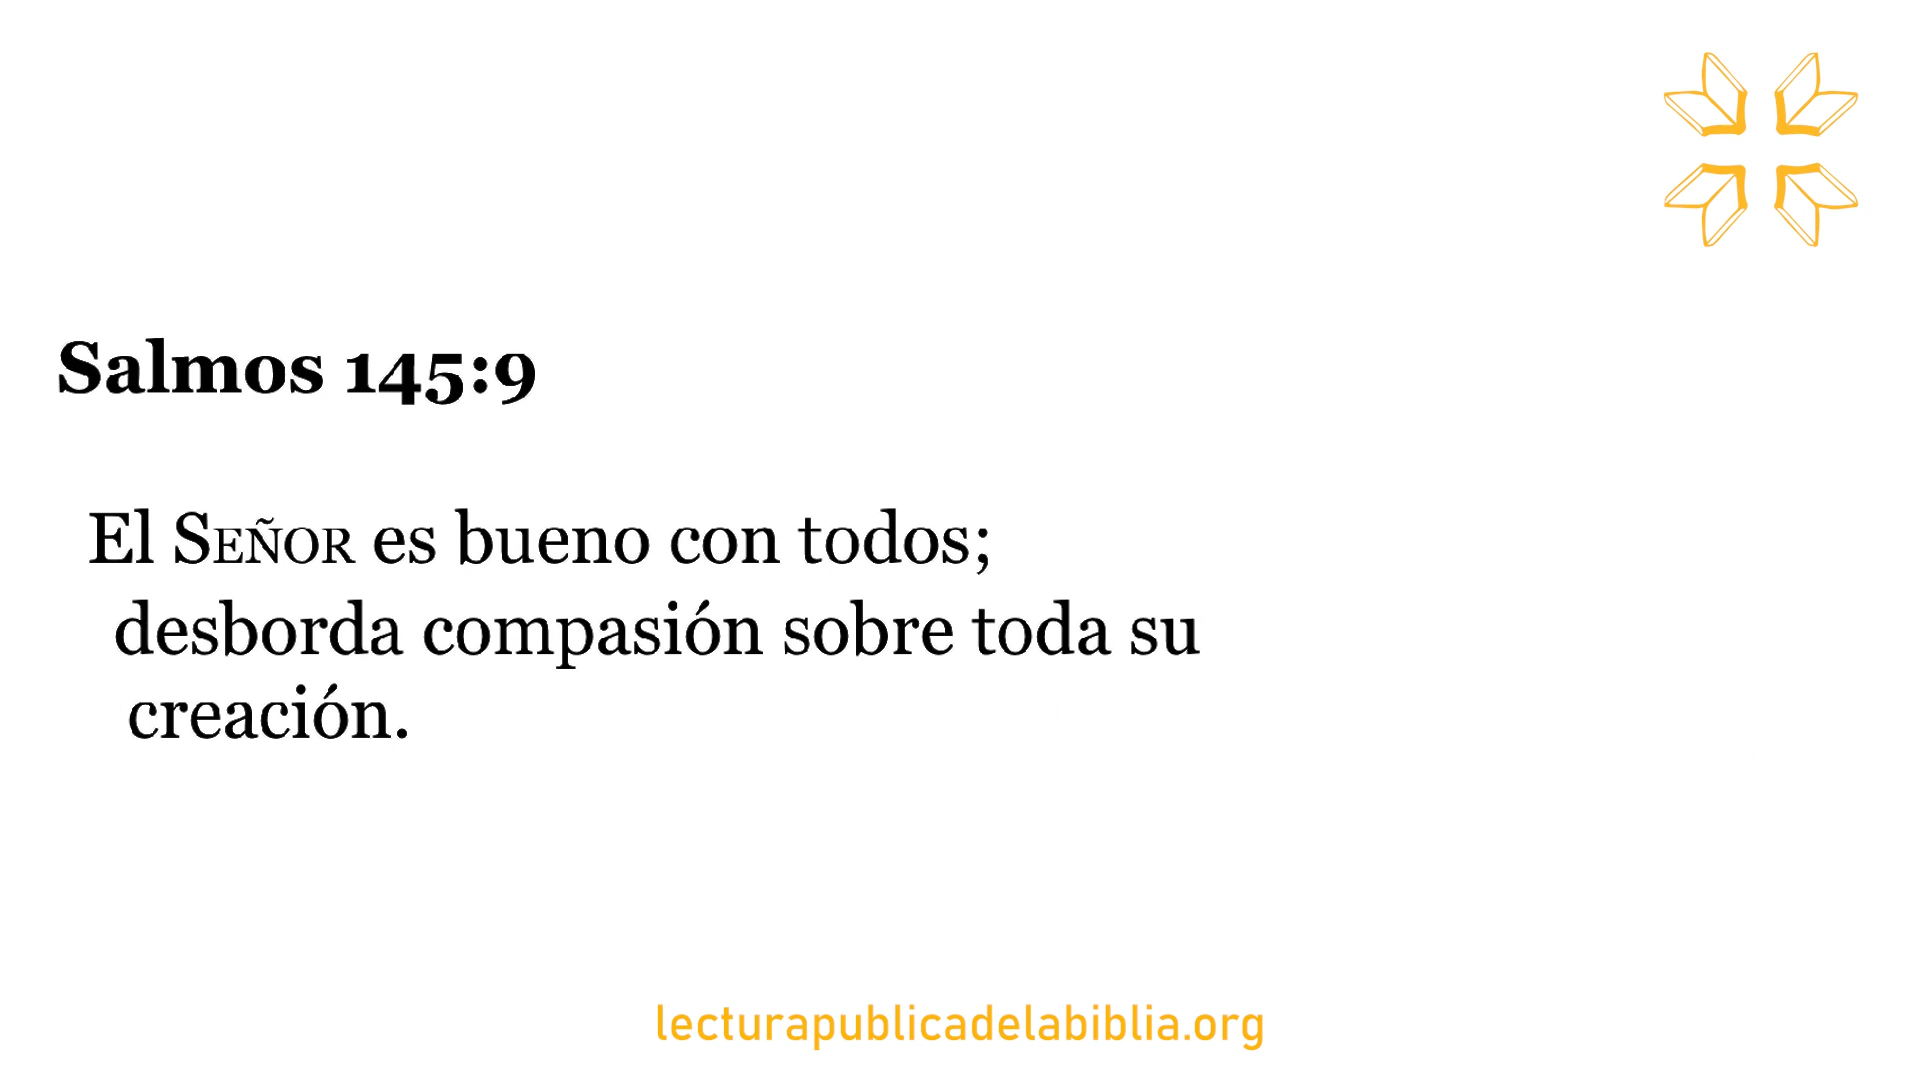 Salmos 145:9
El SEÑOR es bueno con todos;
desborda compasión sobre toda su
creación.
lecturapublicadelabiblia.org